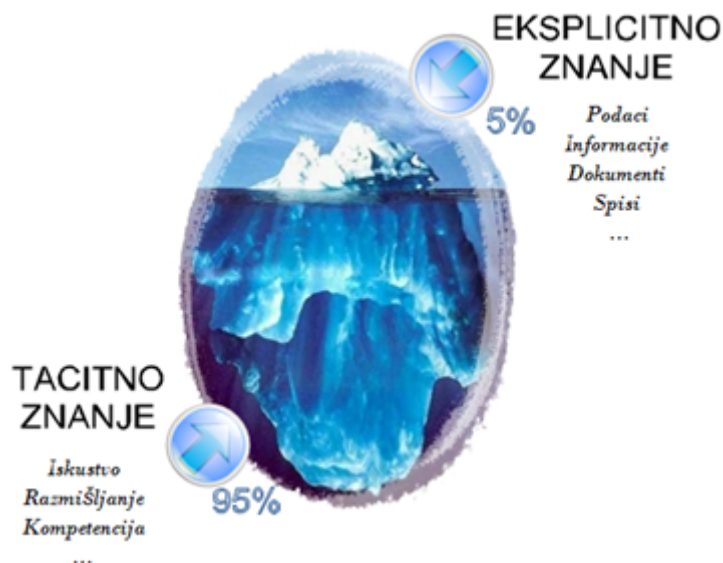 EKSPLICITNO
ZNANJE
5%
Podaci
Informacije
Dokumenti
Spisi
...
TACITNO
ZNANJE
95%
Iskustvo
Razmišljanje
Kompetencija
...